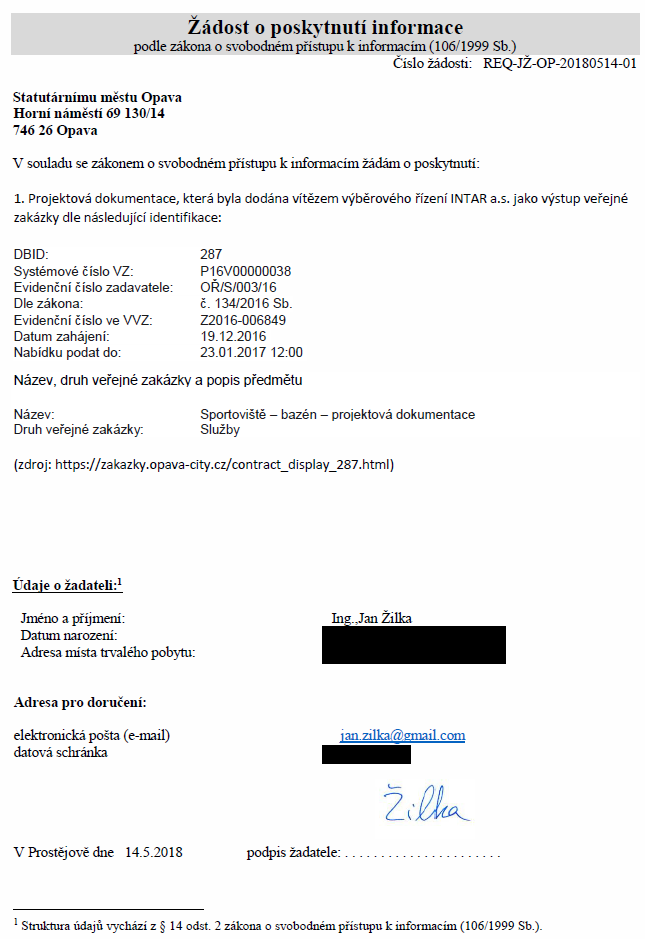 Žádost o poskytnutí informace
podle zákona o svobodném přístupu k informacím (106/1999 Sb.)
Číslo žádosti: REQ-JŽ-OP-20180514-01
Statutárnímu městu Opava
Horní náměstí 69 130/14
746 26 Opava
V souladu se zákonem o svobodném přístupu k informacím žádám o poskytnutí:
1. Projektová dokumentace, která byla dodána vítězem výběrového řízení INTAR a.s. jako výstup veřejné
zakázky dle následující identifikace:
DBID: 287
Systémové číslo VZ: P16V00000038
Evidenční číslo zadavatele: OŘ/S/003/16
Dle zákona: č. 134/2016 Sb.
Evidenční číslo ve VVZ: Z2016-006849
Datum zahájení: 19.12.2016
Nabídku podat do: 23.01.2017 12:00
Název, druh veřejné zakázky a popis předmětu
Název: Sportoviště – bazén – projektová dokumentace
Druh veřejné zakázky: Služby
(zdroj: https://zakazky.opava-city.cz/contract_display_287.html)
Údaje o žadateli:1
Jméno a příjmení: Ing.,Jan Žilka
Datum narození:
Adresa místa trvalého pobytu:
Adresa pro doručení:
elektronická pošta (e-mail) jan.zilka@gmail.com
datová schránka
Žilka
V Prostějově dne 14.5.2018 podpis žadatele: . . . . . . . . . . . . . . . . . . . . . .
1 Struktura údajů vychází z § 14 odst. 2 zákona o svobodném přístupu k informacím (106/1999 Sb.).